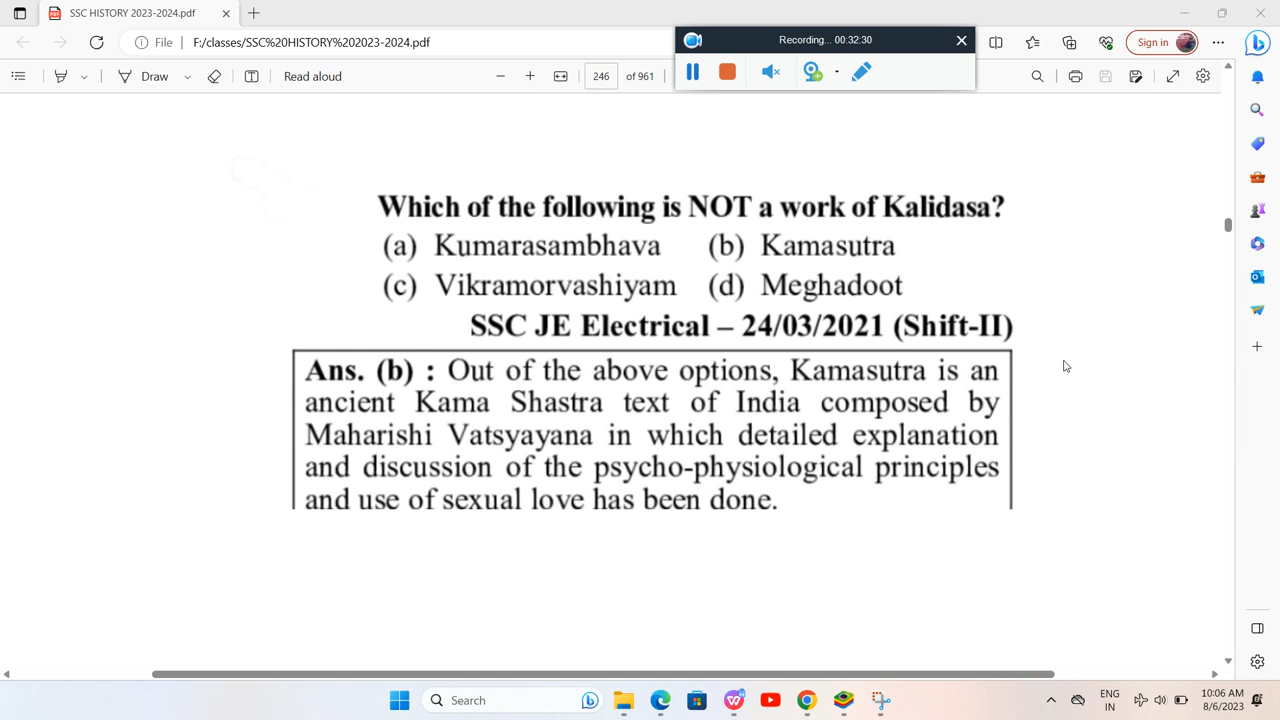 SSC HISTORY 2023-2024.pdf
File F:/classes/SSC%20HISTORY%202023-2024.pdf
Recording... 00:32:30
Sign in
Draw
Read aloud
246 of 961
Which of the following is NOT a work of Kalidasa?
(a) Kumarasambhava (b) Kamasutra
(c) Vikramorvashiyam (d) Meghadoot
SSC JE Electrical – 24/03/2021 (Shift-II)
Ans. (b) : Out of the above options, Kamasutra is an
ancient Kama Shastra text of India composed by
Maharishi Vatsyayana in which detailed explanation
and discussion of the psycho-physiological principles
and use of sexual love has been done.
Search
ENG
IN
10:06 AM
8/6/2023